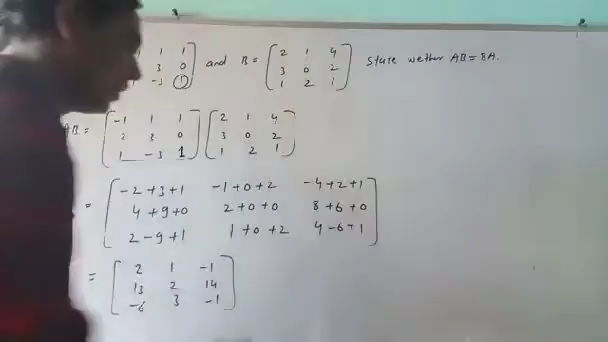 1 1 and B = 2 1 4 State wether AB = BA.
3 0 3 0 2
-3 1 1 2 1
AB = -1 1 1 2 1 4
2 3 0 3 0 2
1 -3 1 1 2 1
= -2+3+1 -1+0+2 -4+2+1
4+9+0 2+0+0 8+6+0
2-9+1 1+0+2 4-6+1
= 2 1 -1
13 2 14
-6 3 -1